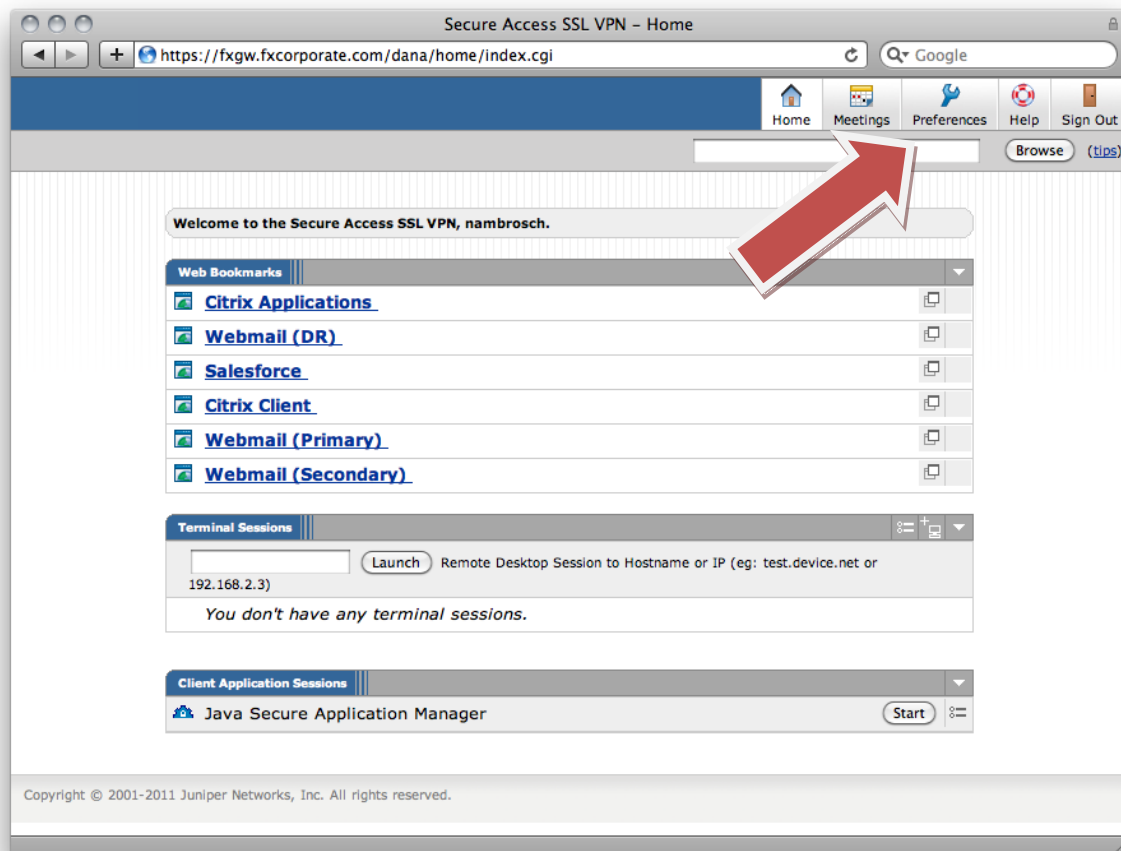 Secure Access SSL VPN – Home
https://fxgw.fxcorporate.com/dana/home/index.cgi
Google
Home Meetings Preferences Help Sign Out
Browse (tips)
Welcome to the Secure Access SSL VPN, nambrosch.
Web Bookmarks
Citrix Applications
Webmail (DR)
Salesforce
Citrix Client
Webmail (Primary)
Webmail (Secondary)
Terminal Sessions
Launch Remote Desktop Session to Hostname or IP (eg: test.device.net or
192.168.2.3)
You don't have any terminal sessions.
Client Application Sessions
Java Secure Application Manager Start
Copyright © 2001-2011 Juniper Networks, Inc. All rights reserved.